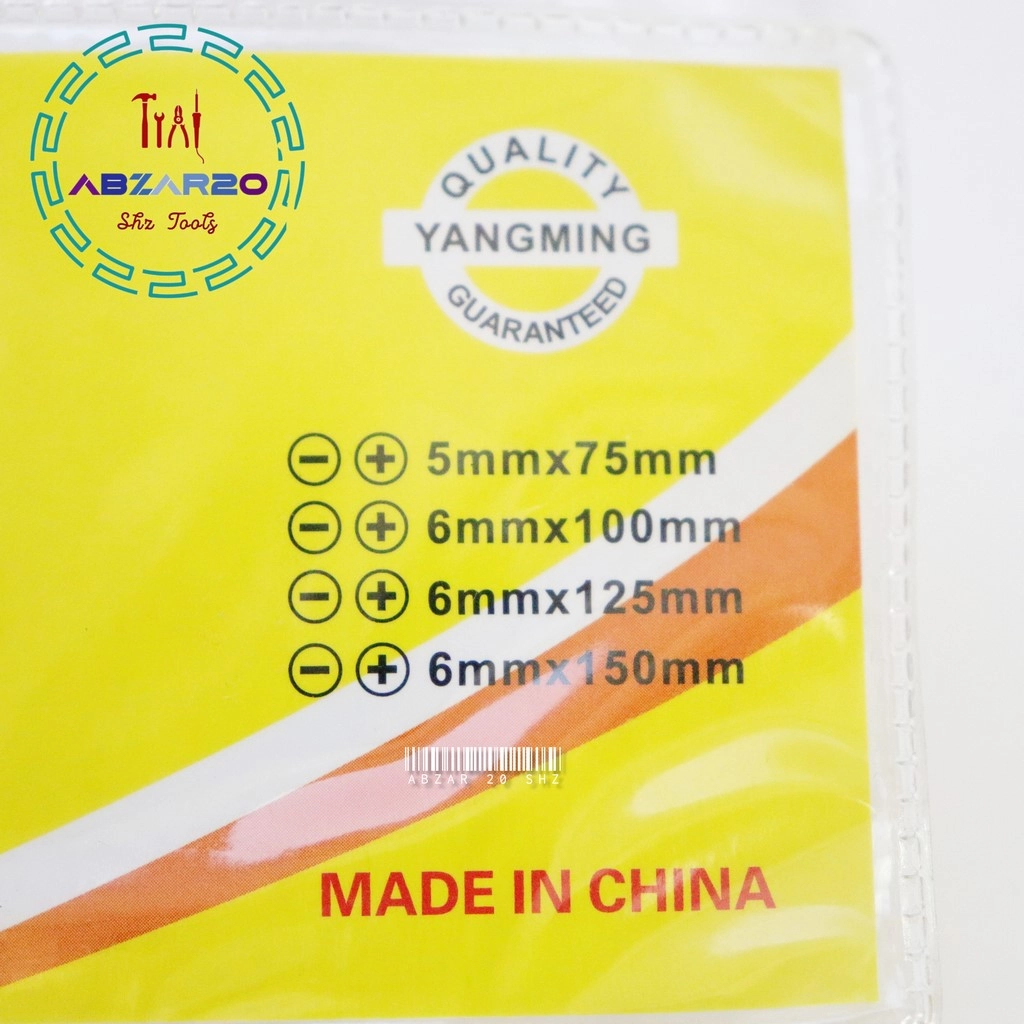 ABZAR20
Shz Tools
QUALITY
YANGMING
GUARANTEED
⊖ ⊕ 5mmx75mm
⊖ ⊕ 6mmx100mm
⊖ ⊕ 6mmx125mm
⊖ ⊕ 6mmx150mm
ABZAR 20 SHZ
MADE IN CHINA